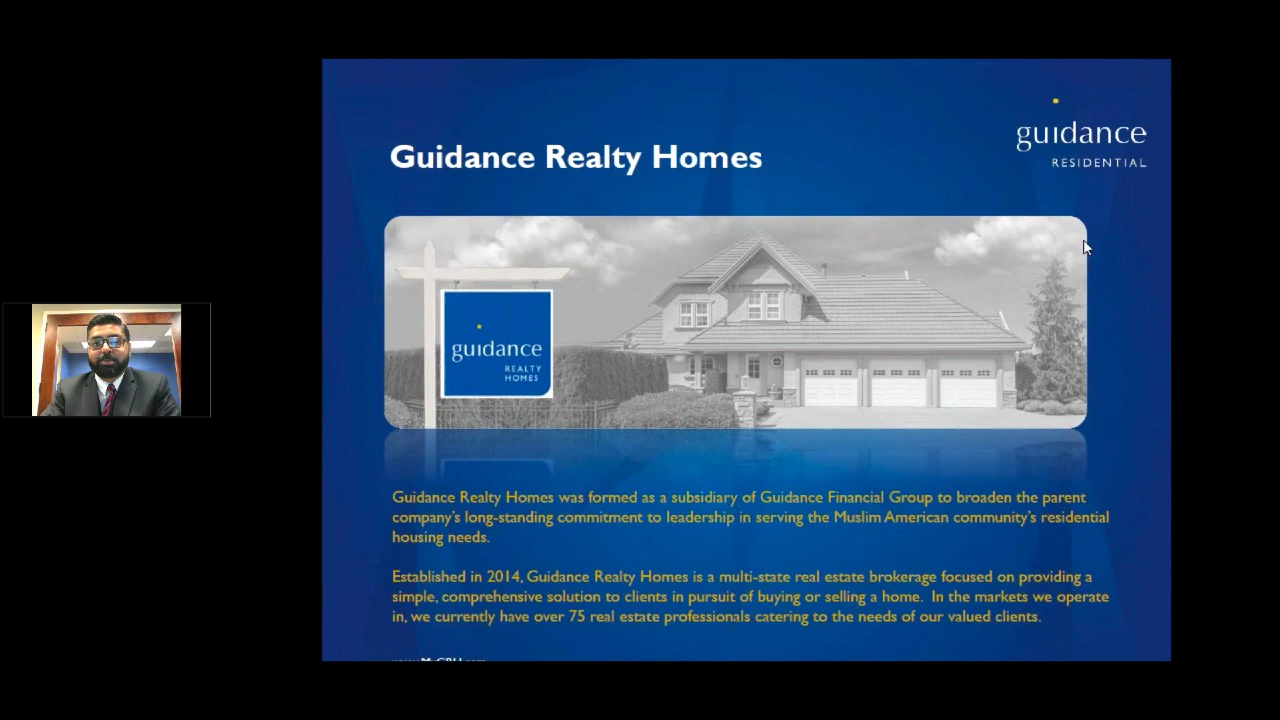 guidance
RESIDENTIAL
Guidance Realty Homes
guidance
REALTY
HOMES
Guidance Realty Homes was formed as a subsidiary of Guidance Financial Group to broaden the parent
company's long-standing commitment to leadership in serving the Muslim American community's residential
housing needs.
Established in 2014, Guidance Realty Homes is a multi-state real estate brokerage focused on providing a
simple, comprehensive solution to clients in pursuit of buying or selling a home. In the markets we operate
in, we currently have over 75 real estate professionals catering to the needs of our valued clients.